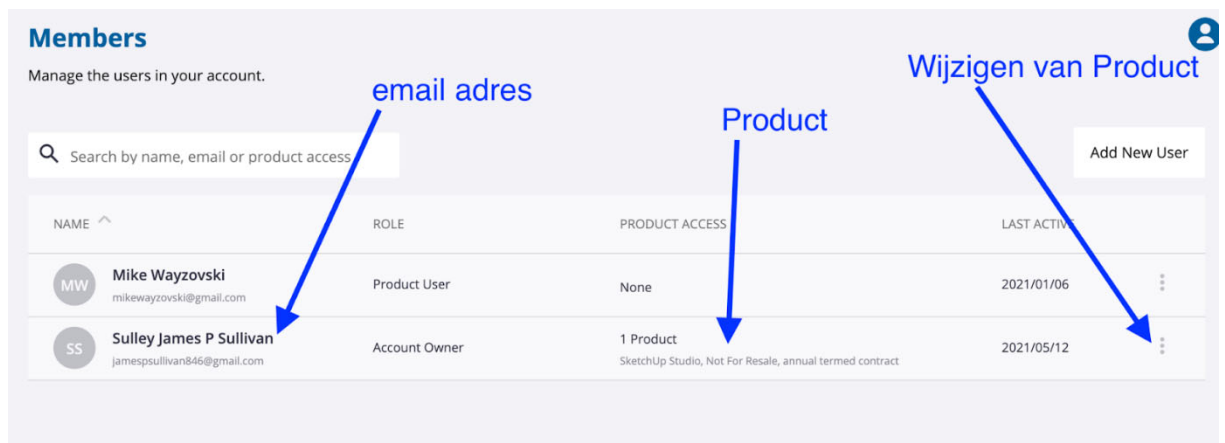 Members
Manage the users in your account.
email adres
Wijzigen van Product
Product
Search by name, email or product access
Add New User
NAME
ROLE
PRODUCT ACCESS
LAST ACTIVE
MW
Mike Wayzovski
mikewayzovski@gmail.com
Product User
None
2021/01/06
SS
Sulley James P Sullivan
jamespsullivan846@gmail.com
Account Owner
1 Product
SketchUp Studio, Not For Resale, annual termed contract
2021/05/12